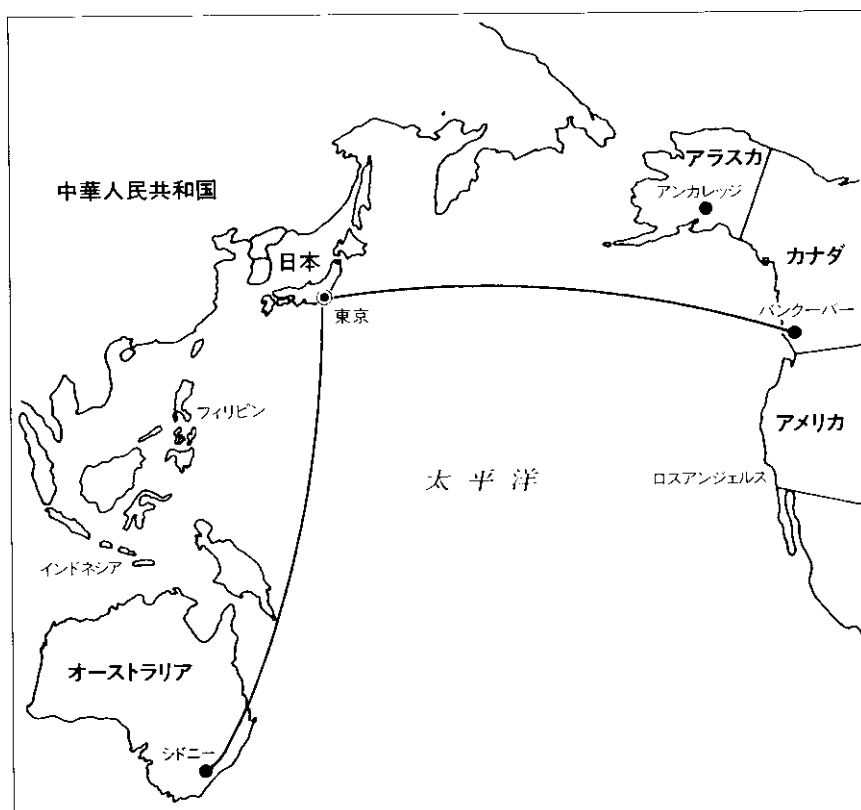 アラスカ
アンカレッジ
中華人民共和国
日本
カナダ
東京
バンクーバー
フィリピン
アメリカ
太平洋
ロスアンジェルス
インドネシア
オーストラリア
シドニー